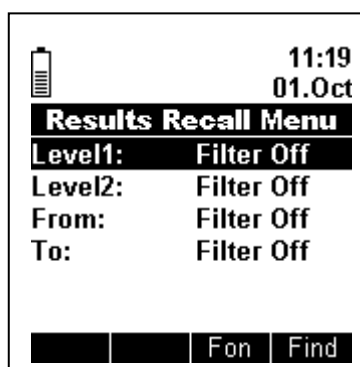 11:19
01.Oct
Results Recall Menu
Level1: Filter Off
Level2: Filter Off
From: Filter Off
To: Filter Off
Fon Find